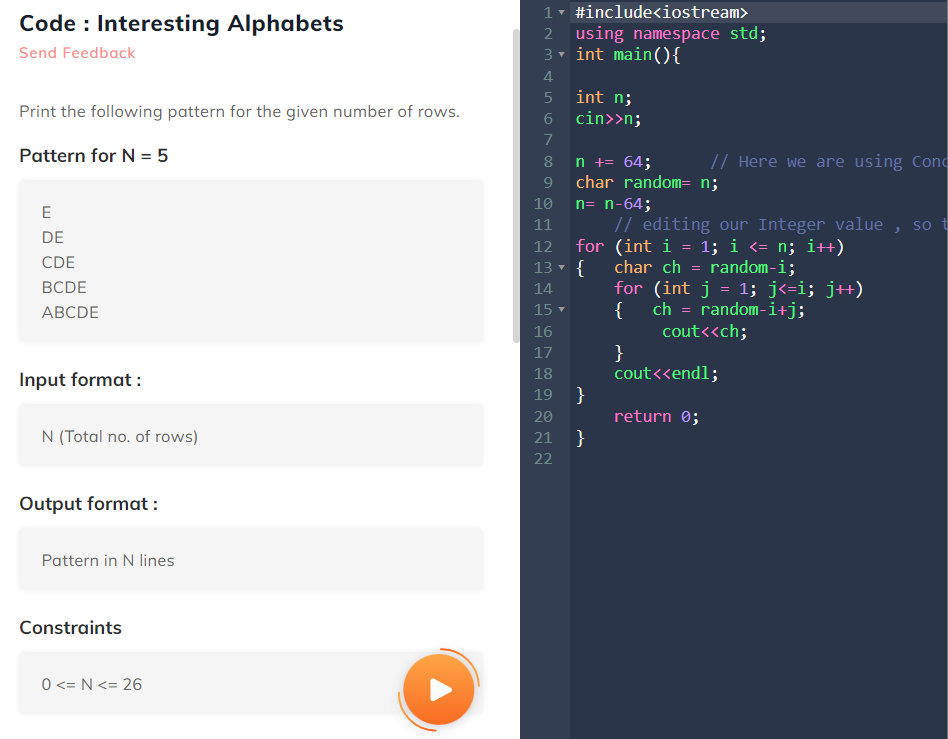 Code : Interesting Alphabets
Send Feedback
Print the following pattern for the given number of rows.
Pattern for N = 5
E
DE
CDE
BCDE
ABCDE
Input format :
N (Total no. of rows)
Output format :
Pattern in N lines
Constraints
0 <= N <= 26
1 #include<iostream>
2 using namespace std;
3 int main(){
4
5 int n;
6 cin>>n;
7
8 n += 64;      // Here we are using Conc
9 char random= n;
10 n= n-64;
11     // editing our Integer value , so t
12 for (int i = 1; i <= n; i++)
13 {   char ch = random-i;
14     for (int j = 1; j<=i; j++)
15     {   ch = random-i+j;
16          cout<<ch;
17     }
18     cout<<endl;
19 }
20     return 0;
21 }
22